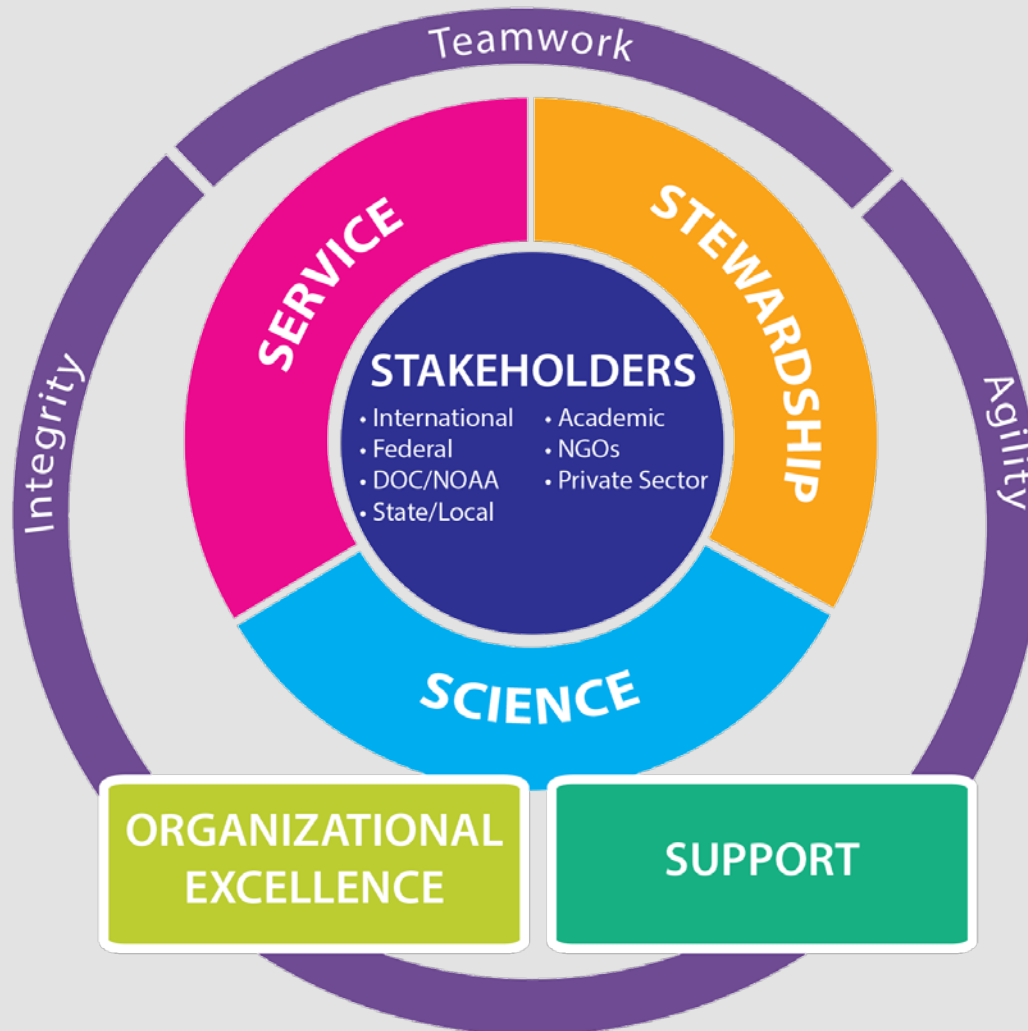 Teamwork
Integrity
Agility
SERVICE
STEWARDSHIP
STAKEHOLDERS
• International
• Federal
• DOC/NOAA
• State/Local
• Academic
• NGOs
• Private Sector
SCIENCE
ORGANIZATIONAL
EXCELLENCE
SUPPORT